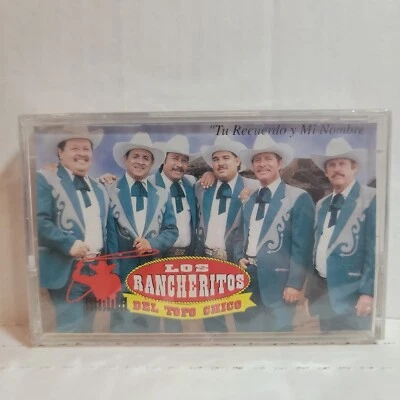 "Tu Recuerdo y Mi Nombre
LOS
RANCHERITOS
DEL TOPO CHICO